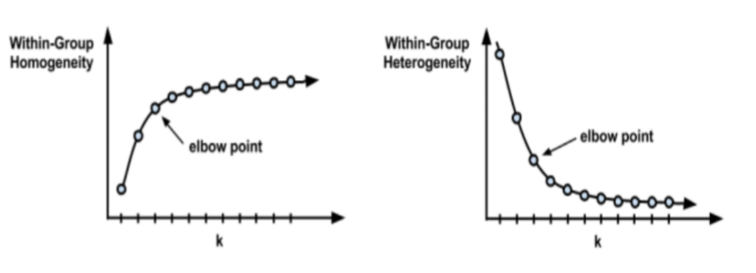 Within-Group
Homogeneity
elbow point
k
Within-Group
Heterogeneity
elbow point
k